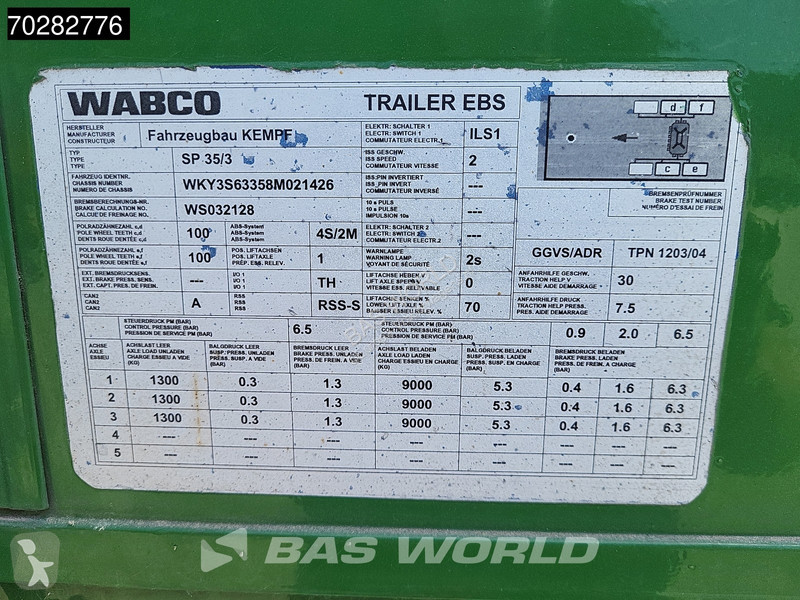 70282776
WABCO TRAILER EBS
HERSTELLER
MANUFACTURER
CONSTRUCTEUR
Fahrzeugbau KEMPF
ELEKTR: SCHALTER 1
ELECTR: SWITCH 1
COMMUTATEUR ELECTR.1
ILS1
TYP
TYPE
TYPE
SP 35/3
ISS GESCHW.
ISS SPEED
COMMUTATEUR VITESSE
2
FAHRZEUG IDENTNR.
CHASSIS NUMBER
NUMERO DE CHASSIS
WKY3S63358M021426
ISS:PIN INVERTIERT
ISS:PIN INVERT
COMMUTATEUR INVERSÉ
---
BREMSBERECHNUNGS-NR.
BRAKE CALCULATION NO.
CALCUE DE FREINAGE NO.
WS032128
10 s PULS
10 s PULSE
IMPULSION 10s
---
POLRADZÄHNEZAHL c,d
POLE WHEEL TEETH c,d
DENTS ROUE DENTÉE c,d
100
ABS-System
ABS-System
ABS-System
4S/2M
ELEKTR: SCHALTER 2
ELECTR: SWITCH 2
COMMUTATEUR ELECTR.2
---
POLRADZÄHNEZAHL e,f
POLE WHEEL TEETH e,f
DENTS ROUE DENTÉE e,f
100
POS. LIFTACHSEN
POS. LIFTAXLE
PRÉP. ESS. RELEV.
1
WARNLAMPE
WARNING LAMP
VOYANT DE SÉCURITÉ
2s
EXT. BREMSDRUCKSENS.
EXT. BRAKEPRES. SENS.
EXT. CAPT. PRES. DE FREIN.
---
I/O 1
I/O 1
I/O 1
TH
LIFTACHSE HEBEN V
LIFT AXLE SPEED V
VITESSE ESS. RELEVABLE
0
CAN2
CAN2
CAN2
A
RSS
RSS
RSS
RSS-S
LIFTACHSE SENKEN %
LOWER LIFT AXLE %
BAISSER ESSIEU RELEV.
70
d f
c e
BREMSENPRÜFNUMMER
BRAKE TEST NUMBER
NUMERO D'ESSAI DE FREIN
GGVS/ADR TPN 1203/04
ANFAHRHILFE GESCHW.
TRACTION HELP V
VITESSE AIDE DEMARRAGE
30
ANFAHRHILFE DRUCK
TRACTION HELP PRESS.
PRES. AIDE DEMARRAGE
7.5
STEUERDRUCK PM (BAR)
CONTROL PRESSURE (BAR)
PRESSION DE SERVICE PM (BAR)
6.5
STEUERDRUCK PM (BAR)
CONTROL PRESSURE (BAR)
PRESSION DE SERVICE PM (BAR)
0.9 2.0 6.5
ACHSE
AXLE
ESSIEU
ACHSLAST LEER
AXLE LOAD UNLADEN
ESSIEU CHARGE A VIDE
(KG)
BALGDRUCK LEER
SUSP. PRESS. UNLADEN
PRESS. SUSP. A VIDE
(BAR)
BREMSDRUCK LEER
BRAKE PRESS. UNLADEN
PRESS. DE FREIN. A VIDE
(BAR)
ACHSLAST BELADEN
AXLE LOAD LADEN
ESSIEU CHARGE EN CHARGE
(KG)
BALGDRUCK BELADEN
SUSP. PRESS. LADEN
PRESS. SUSP. EN CHARGE
(BAR)
BREMSDRUCK BELADEN
BRAKE PRESS. LADEN
PRESS. DE FREIN. EN CHARGE
(BAR)
1 1300 0.3 1.3 9000 5.3 0.4 1.6 6.3
2 1300 0.3 1.3 9000 5.3 0.4 1.6 6.3
3 1300 0.3 1.3 9000 5.3 0.4 1.6 6.3
4 --- --- --- --- --- --- --- ---
5 --- --- --- --- --- --- --- ---
BAS WORLD